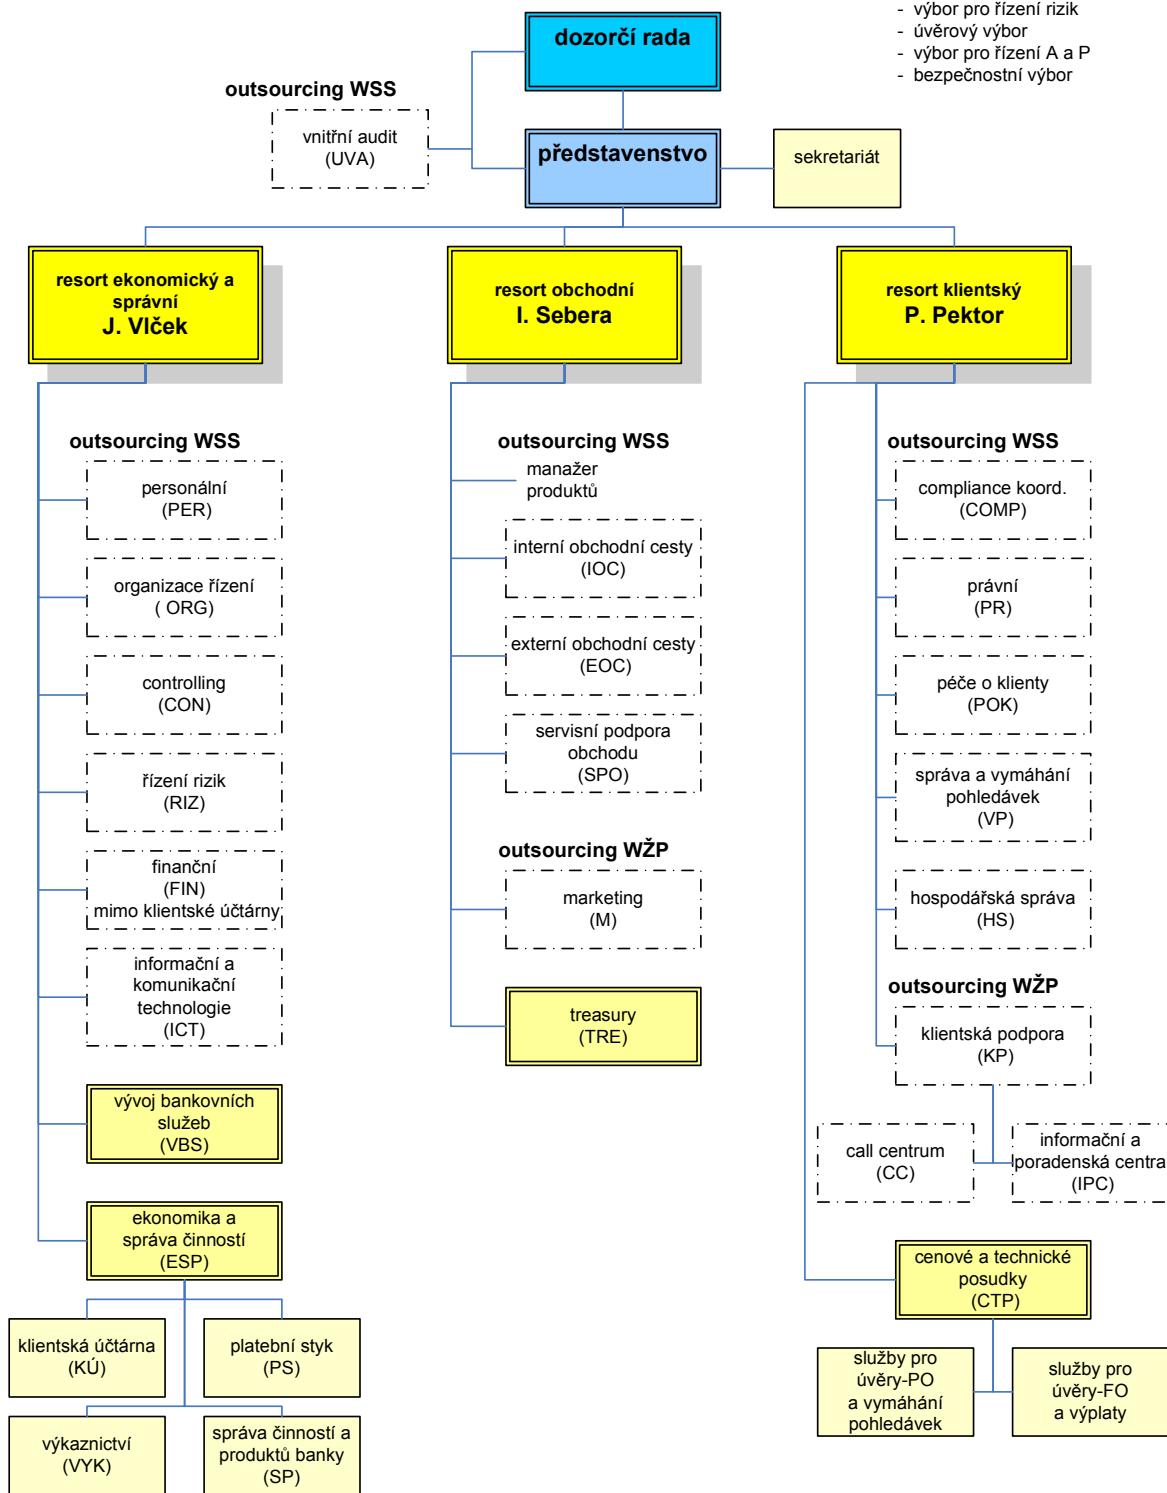 - výbor pro řízení rizik
- úvěrový výbor
- výbor pro řízení A a P
- bezpečnostní výbor
dozorčí rada
outsourcing WSS
vnitřní audit
(UVA)
představenstvo
sekretariát
resort ekonomický a
správní
J. Vlček
resort obchodní
I. Sebera
resort klientský
P. Pektor
outsourcing WSS
personální
(PER)
organizace řízení
( ORG)
controlling
(CON)
řízení rizik
(RIZ)
finanční
(FIN)
mimo klientské účtárny
informační a
komunikační
technologie
(ICT)
vývoj bankovních
služeb
(VBS)
ekonomika a
správa činností
(ESP)
klientská účtárna
(KÚ)
platební styk
(PS)
výkaznictví
(VYK)
správa činností a
produktů banky
(SP)
outsourcing WSS
manažer
produktů
interní obchodní cesty
(IOC)
externí obchodní cesty
(EOC)
servisní podpora
obchodu
(SPO)
outsourcing WŽP
marketing
(M)
treasury
(TRE)
outsourcing WSS
compliance koord.
(COMP)
právní
(PR)
péče o klienty
(POK)
správa a vymáhání
pohledávek
(VP)
hospodářská správa
(HS)
outsourcing WŽP
klientská podpora
(KP)
call centrum
(CC)
informační a
poradenská centra
(IPC)
cenové a technické
posudky
(CTP)
služby pro
úvěry-PO
a vymáhání
pohledávek
služby pro
úvěry-FO
a výplaty